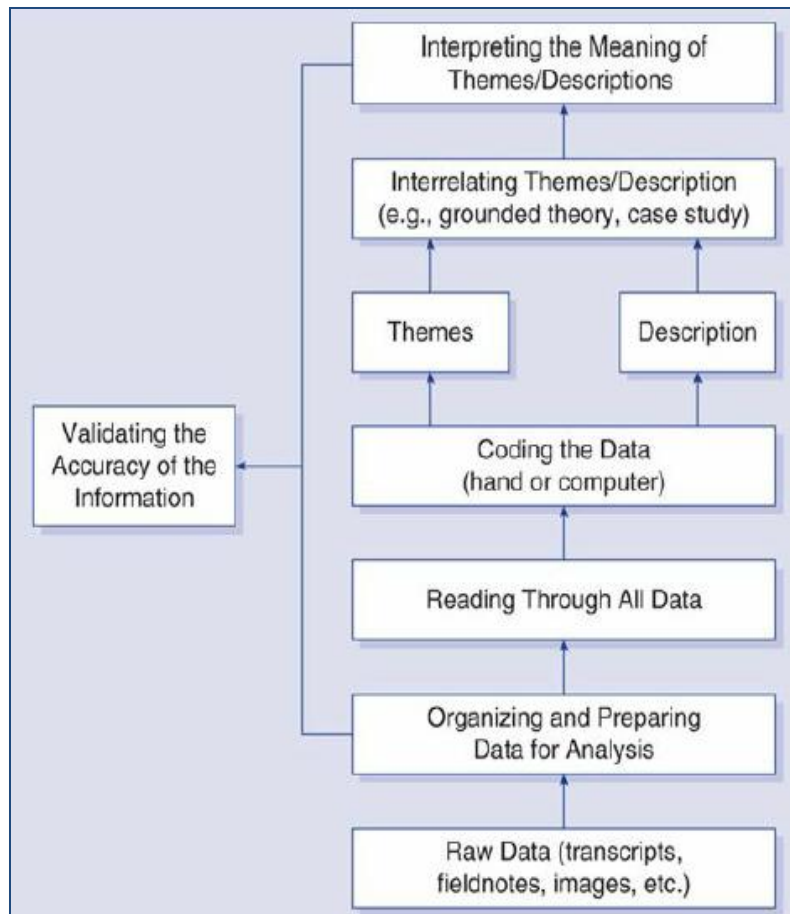 Interpreting the Meaning of
Themes/Descriptions
Interrelating Themes/Description
(e.g., grounded theory, case study)
Themes
Description
Validating the
Accuracy of the
Information
Coding the Data
(hand or computer)
Reading Through All Data
Organizing and Preparing
Data for Analysis
Raw Data (transcripts,
fieldnotes, images, etc.)